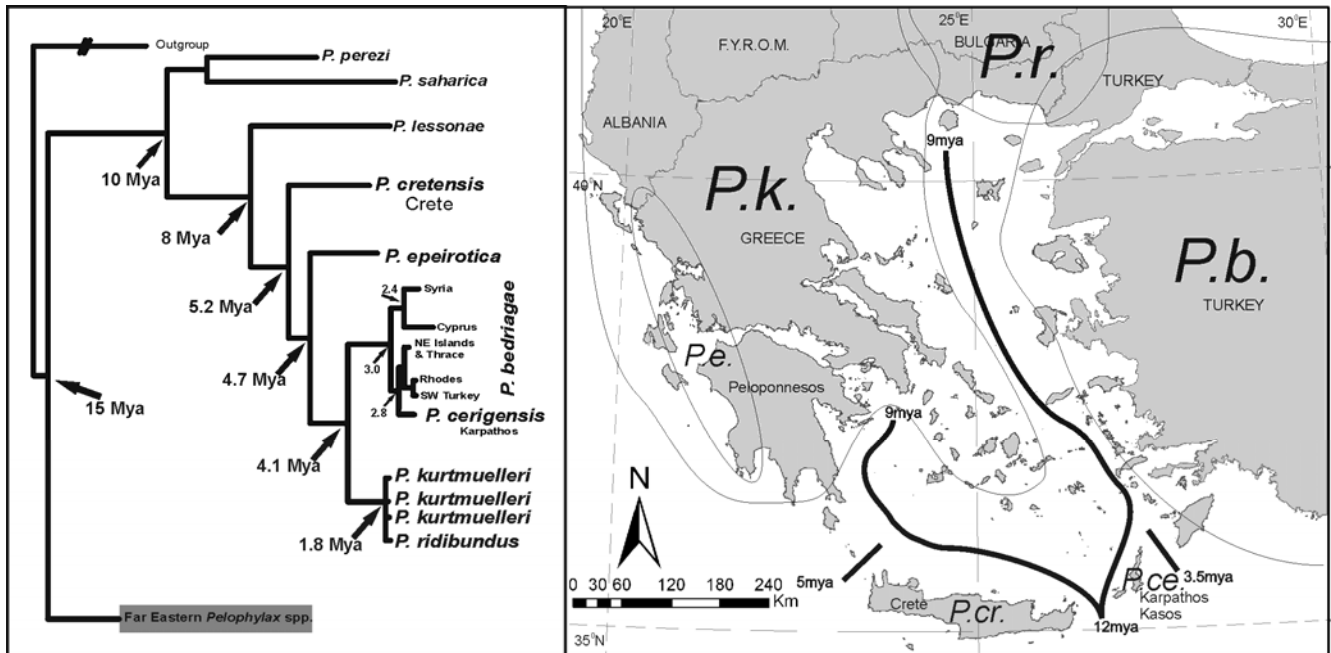 Outgroup
P. perezi
P. saharica
P. lessonae
10 Mya
P. cretensis
Crete
8 Mya
P. epeirotica
5.2 Mya
Syria
2.4
Cyprus
P. bedriagae
NE Islands
& Thrace
3.0
Rhodes
SW Turkey
4.7 Mya
2.8
P. cerigensis
Karpathos
15 Mya
4.1 Mya
P. kurtmuelleri
P. kurtmuelleri
P. kurtmuelleri
P. ridibundus
1.8 Mya
Far Eastern Pelophylax spp.
20°E
25°E
30°E
F.Y.R.O.M.
BULGARIA
P.r.
TURKEY
ALBANIA
9mya
40°N
P.k.
GREECE
P.b.
TURKEY
P.e.
Peloponnesos
9mya
N
5mya
P.ce.
3.5mya
Karpathos
Kasos
0 30 60 120 180 240
Km
Crete
P.cr.
12mya
35°N